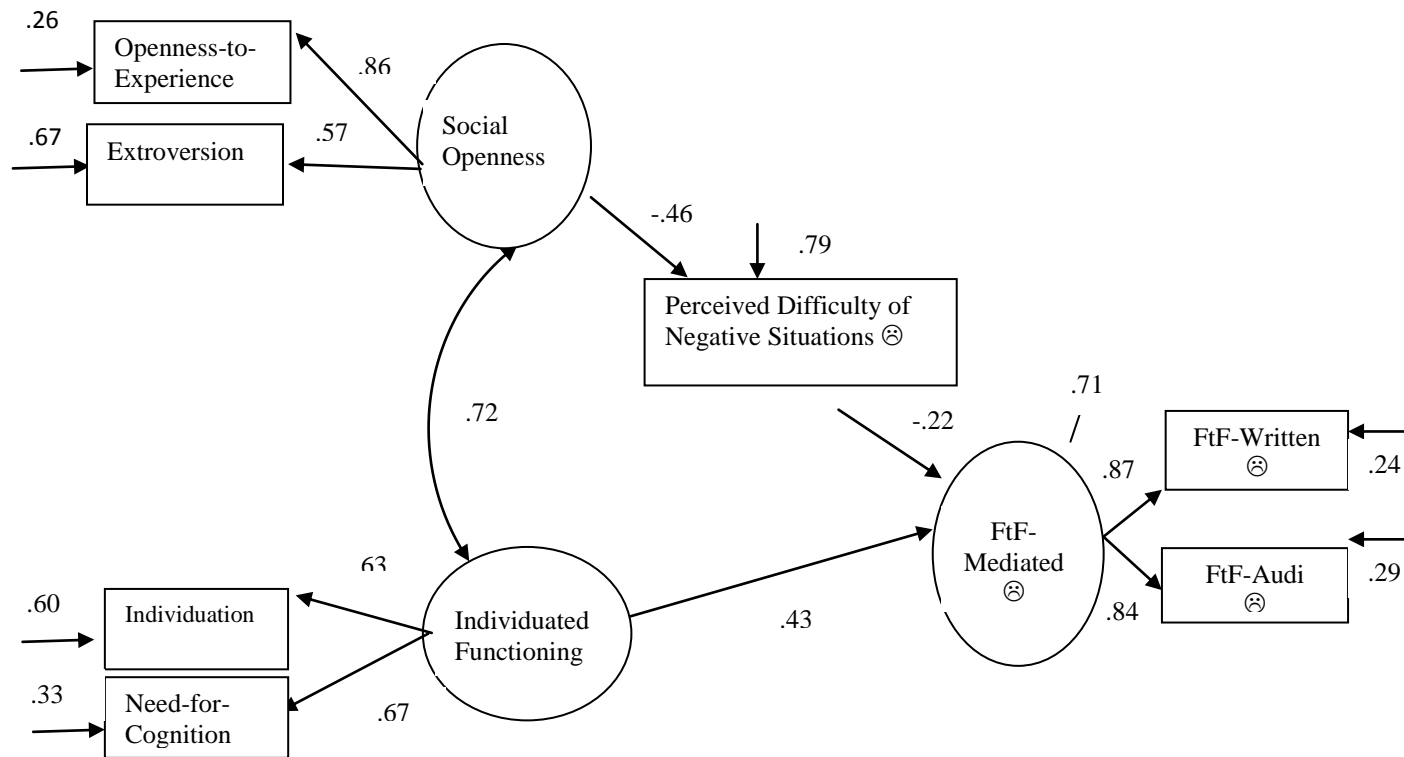 .26
Openness-to-
Experience
.86
.67
Extroversion
.57
Social
Openness
-.46
.79
Perceived Difficulty of
Negative Situations ☹
.72
-.22
.71
FtF-Written
☹
.87
.24
FtF-
Mediated
☹
FtF-Audi
☹
.84
.29
.63
.60
Individuation
Individuated
Functioning
.43
.33
Need-for-
Cognition
.67